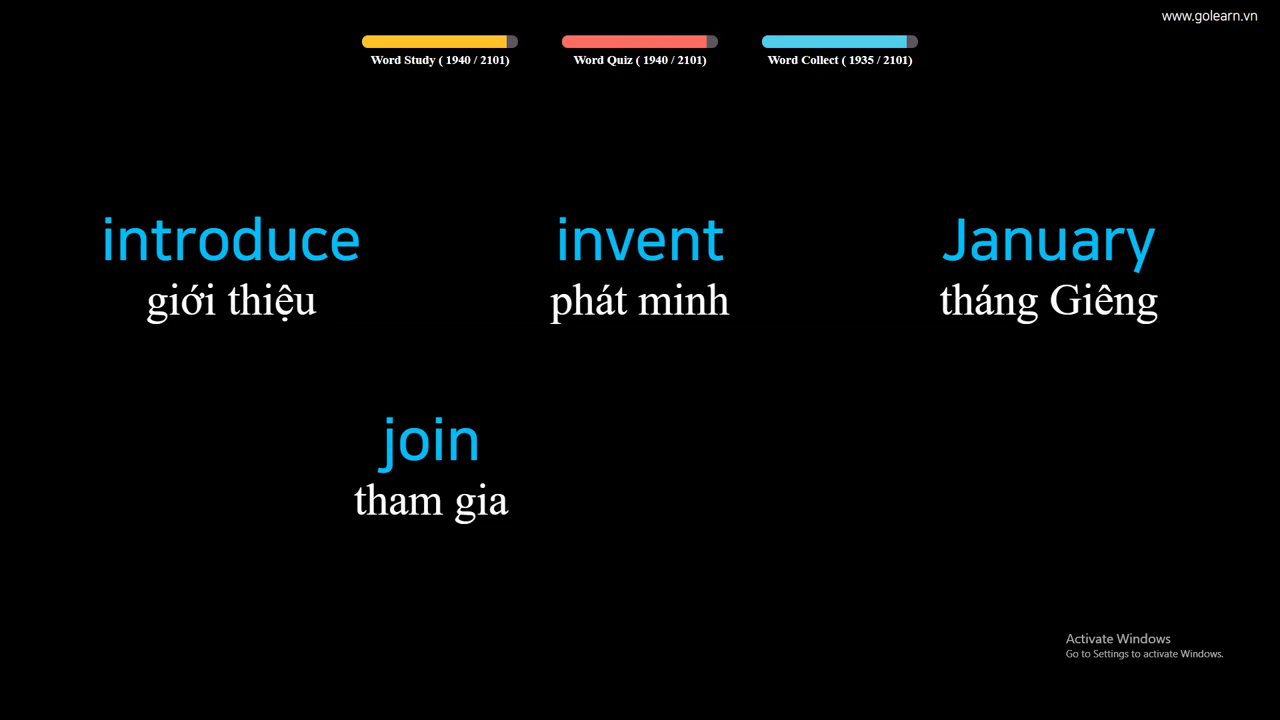 www.golearn.vn
Word Study ( 1940 / 2101)
Word Quiz ( 1940 / 2101)
Word Collect ( 1935 / 2101)
introduce
giới thiệu
invent
phát minh
January
tháng Giêng
join
tham gia
Activate Windows
Go to Settings to activate Windows.